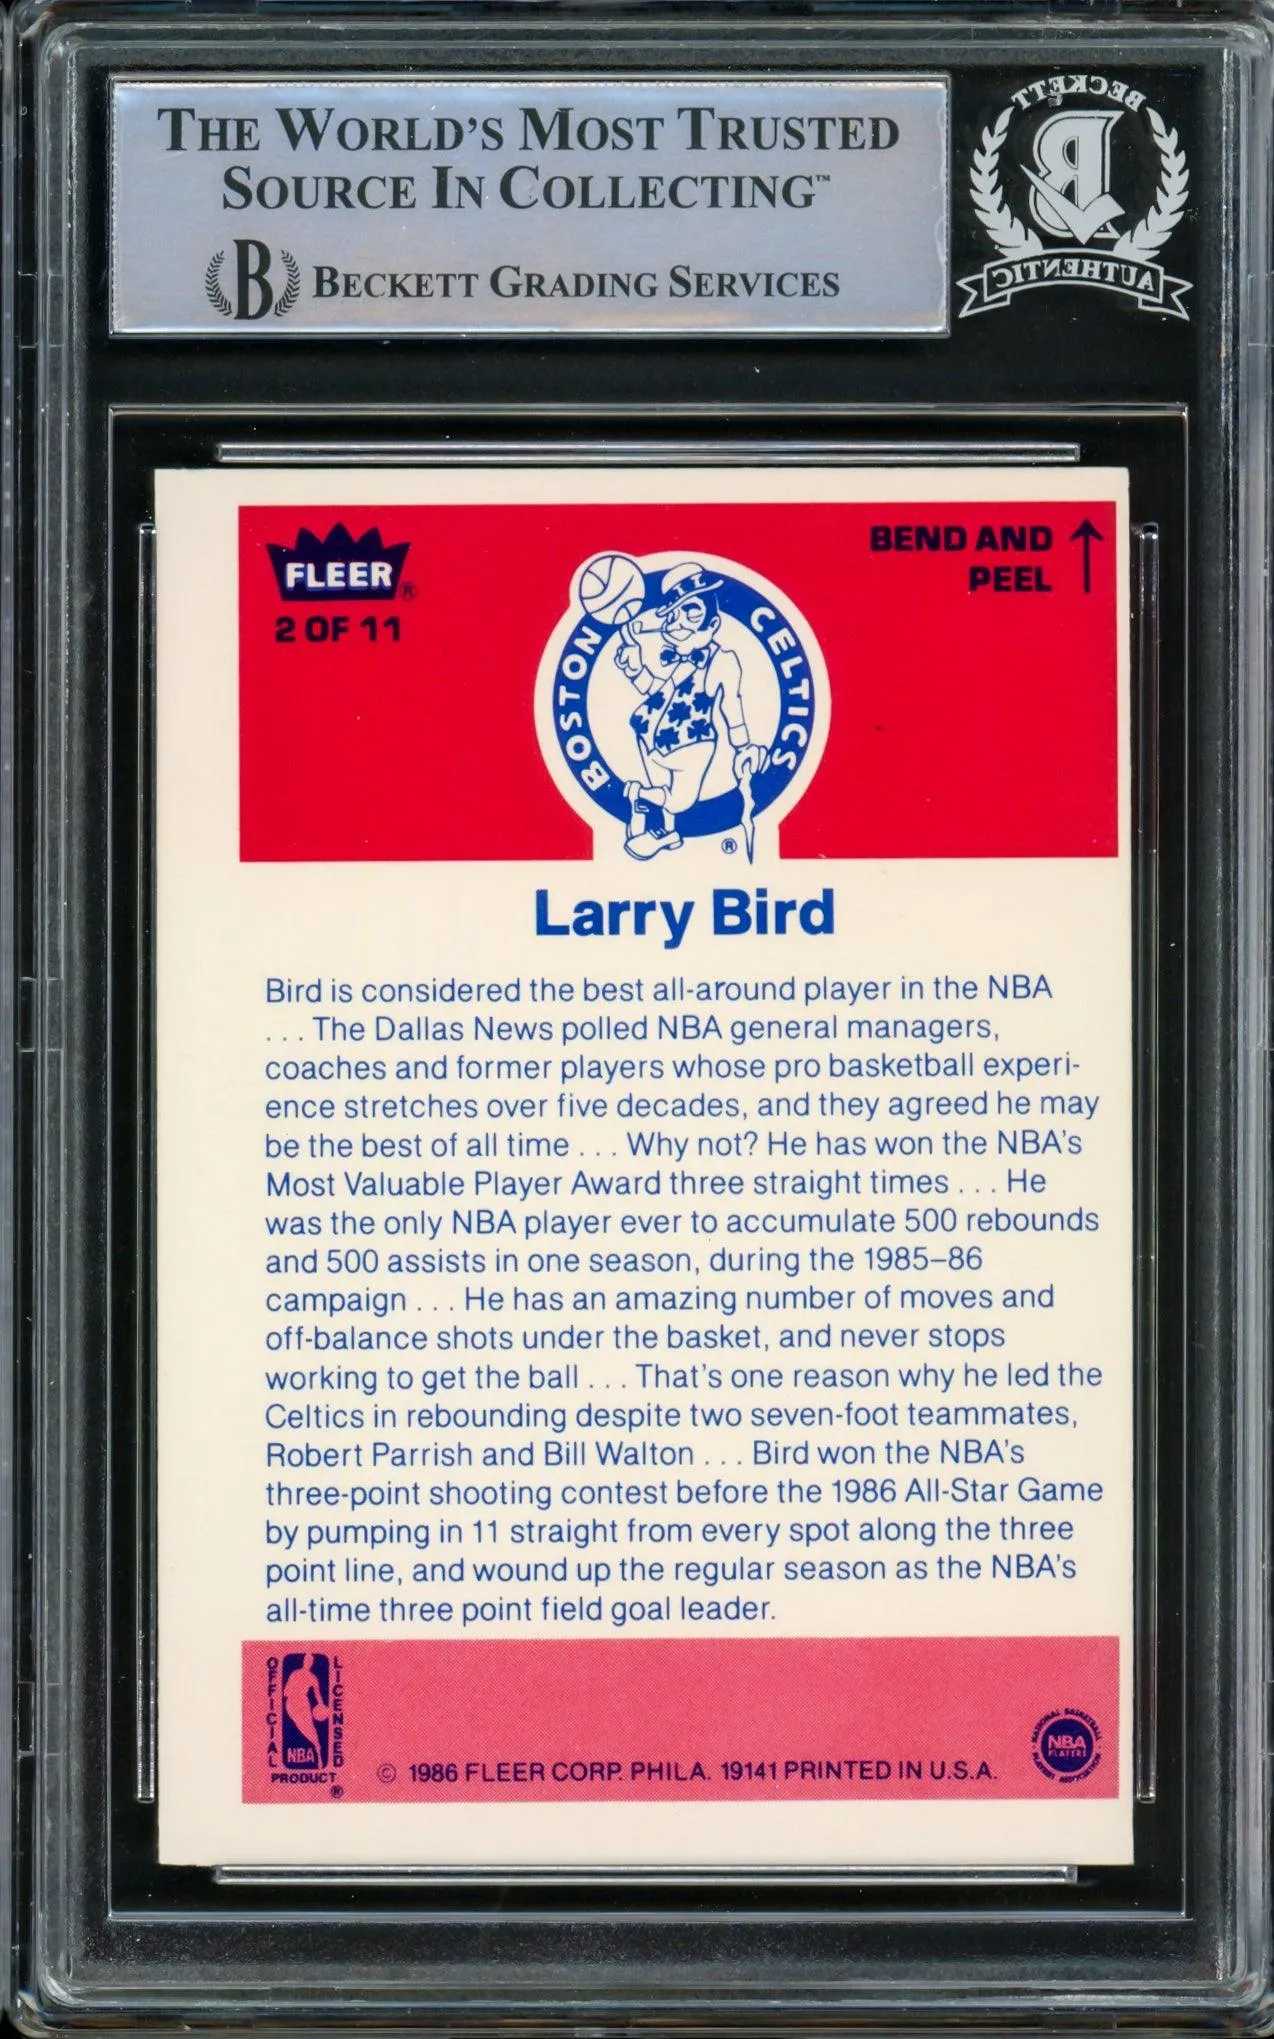 THE WORLD'S MOST TRUSTED
SOURCE IN COLLECTING™
B BECKETT GRADING SERVICES
BECKETT
B
AUTHENTIC
FLEER®
2 OF 11
BEND AND
PEEL
BOSTON CELTICS
®
Larry Bird
Bird is considered the best all-around player in the NBA
. . . The Dallas News polled NBA general managers,
coaches and former players whose pro basketball experi-
ence stretches over five decades, and they agreed he may
be the best of all time . . . Why not? He has won the NBA's
Most Valuable Player Award three straight times . . . He
was the only NBA player ever to accumulate 500 rebounds
and 500 assists in one season, during the 1985–86
campaign . . . He has an amazing number of moves and
off-balance shots under the basket, and never stops
working to get the ball . . . That's one reason why he led the
Celtics in rebounding despite two seven-foot teammates,
Robert Parrish and Bill Walton . . . Bird won the NBA's
three-point shooting contest before the 1986 All-Star Game
by pumping in 11 straight from every spot along the three
point line, and wound up the regular season as the NBA's
all-time three point field goal leader.
OFFICIAL
NBA
LICENSED
PRODUCT
®
© 1986 FLEER CORP. PHILA. 19141 PRINTED IN U.S.A.
NATIONAL BASKETBALL
NBA
PLAYERS
PLAYERS ASSOCIATION